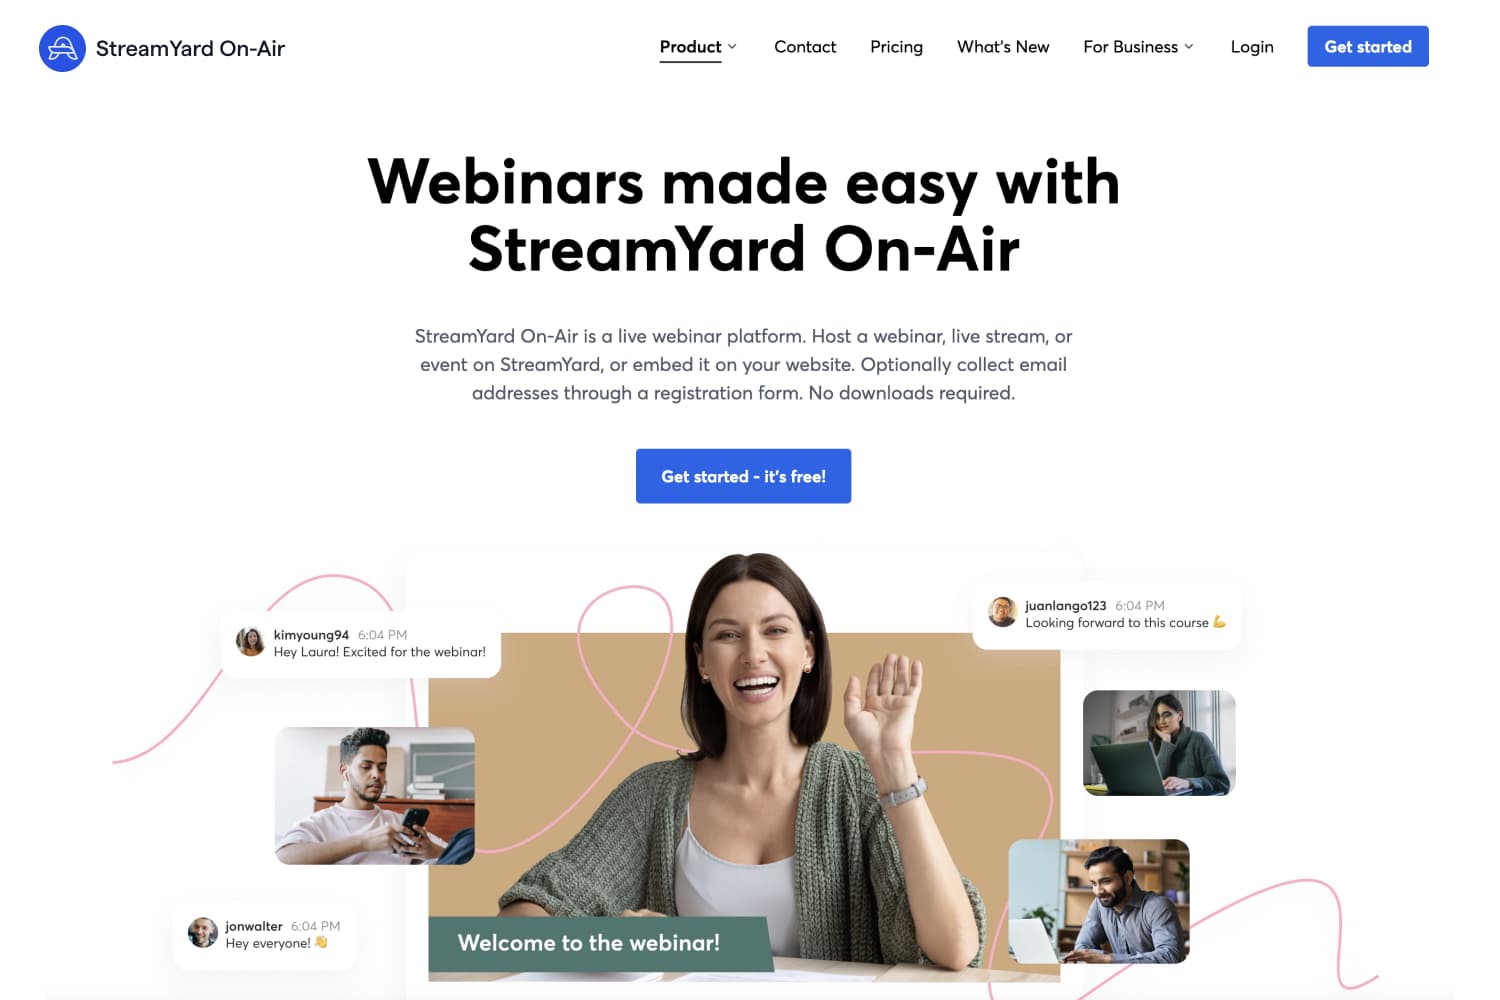 StreamYard On-Air
Product Contact Pricing What's New For Business Login Get started
Webinars made easy with
StreamYard On-Air
StreamYard On-Air is a live webinar platform. Host a webinar, live stream, or
event on StreamYard, or embed it on your website. Optionally collect email
addresses through a registration form. No downloads required.
Get started - it's free!
kimyoung94 6:04 PM
Hey Laura! Excited for the webinar!
juanlango123 6:04 PM
Looking forward to this course 💪
jonwalter 6:04 PM
Hey everyone! 👋
Welcome to the webinar!